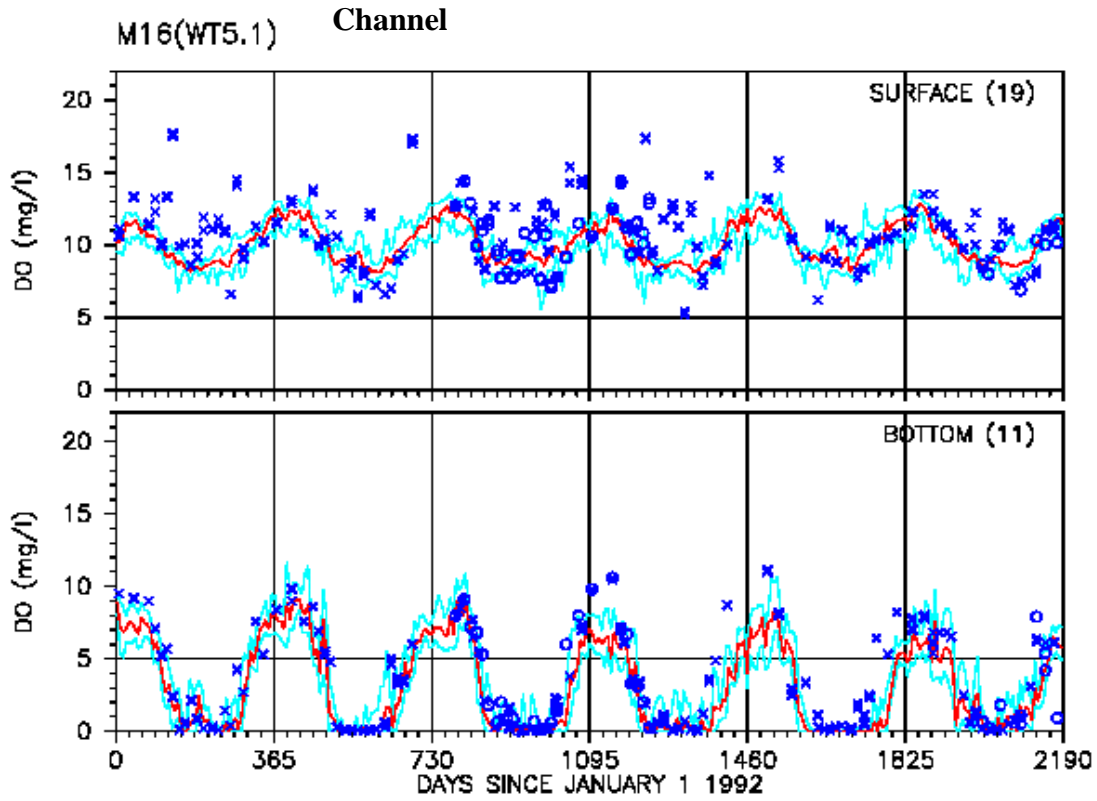 Channel
M16(WT5.1)
SURFACE (19)
DO (mg/l)
20
15
10
5
0
BOTTOM (11)
DO (mg/l)
20
15
10
5
0
0 365 730 1095 1460 1825 2190
DAYS SINCE JANUARY 1 1992